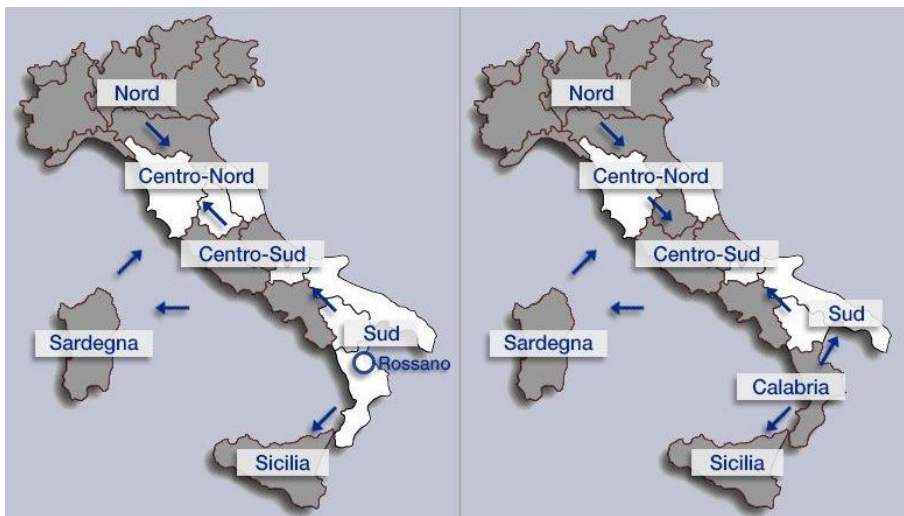 Nord
Centro-Nord
Centro-Sud
Sud
Rossano
Sardegna
Sicilia
Nord
Centro-Nord
Centro-Sud
Sud
Sardegna
Calabria
Sicilia